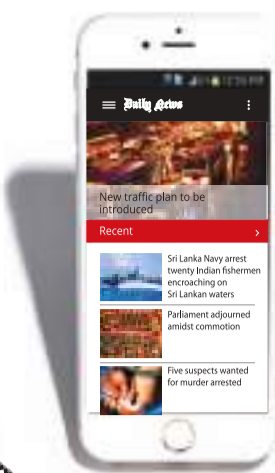 Daily News
New traffic plan to be
introduced
Recent >
Sri Lanka Navy arrest
twenty Indian fishermen
encroaching on
Sri Lankan waters
Parliament adjourned
amidst commotion
Five suspects wanted
for murder arrested